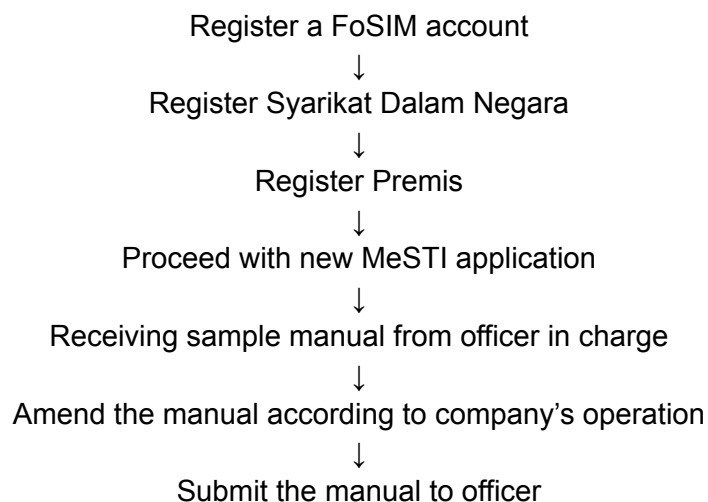 Register a FoSIM account
↓
Register Syarikat Dalam Negara
↓
Register Premis
↓
Proceed with new MeSTI application
↓
Receiving sample manual from officer in charge
↓
Amend the manual according to company’s operation
↓
Submit the manual to officer